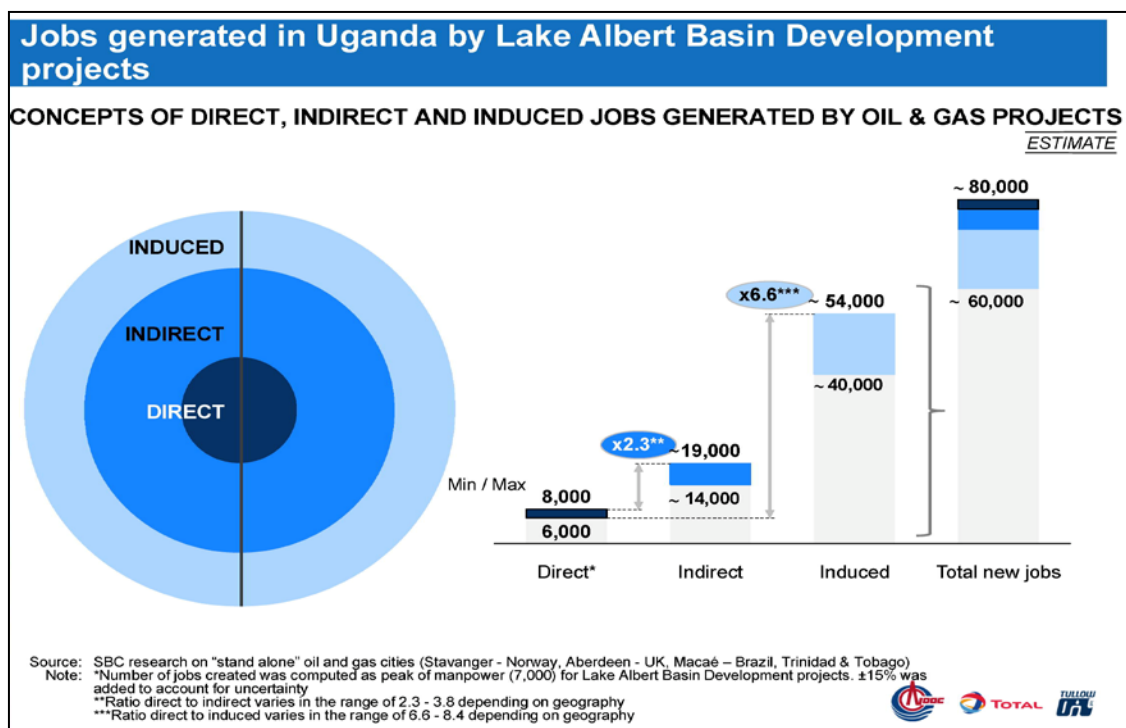 Jobs generated in Uganda by Lake Albert Basin Development
projects
CONCEPTS OF DIRECT, INDIRECT AND INDUCED JOBS GENERATED BY OIL & GAS PROJECTS
ESTIMATE
INDUCED
INDIRECT
DIRECT
Min / Max
8,000
6,000
x2.3**
~19,000
~ 14,000
x6.6***
~ 54,000
~ 40,000
~ 80,000
~ 60,000
Direct*
Indirect
Induced
Total new jobs
Source: SBC research on “stand alone” oil and gas cities (Stavanger - Norway, Aberdeen - UK, Macaé – Brazil, Trinidad & Tobago)
Note: *Number of jobs created was computed as peak of manpower (7,000) for Lake Albert Basin Development projects. ±15% was
added to account for uncertainty
**Ratio direct to indirect varies in the range of 2.3 - 3.8 depending on geography
***Ratio direct to induced varies in the range of 6.6 - 8.4 depending on geography
TOTAL
TULLOW